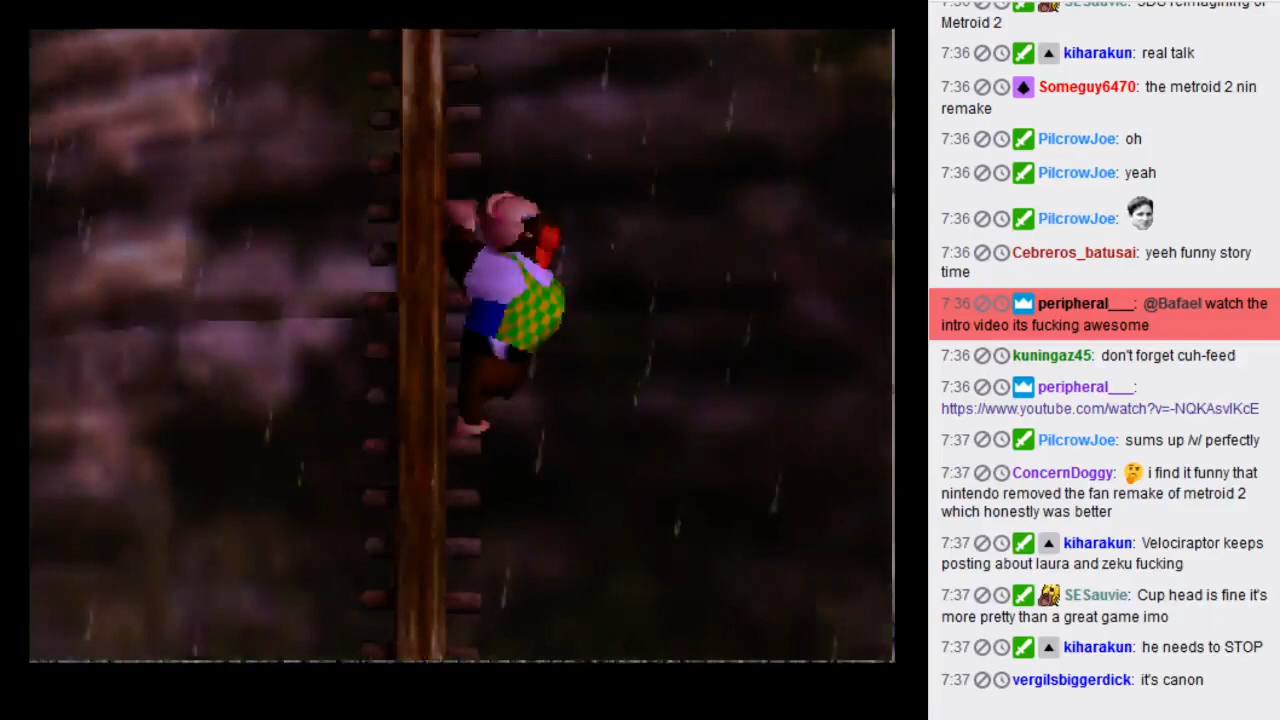 7:36 SESauvie: SDS reimagining of
Metroid 2
7:36 kiharakun: real talk
7:36 Someguy6470: the metroid 2 nin
remake
7:36 PilcrowJoe: oh
7:36 PilcrowJoe: yeah
7:36 PilcrowJoe:
7:36 Cebreros_batusai: yeeh funny story
time
7:36 peripheral___: @Bafael watch the
intro video its fucking awesome
7:36 kuningaz45: don't forget cuh-feed
7:36 peripheral___:
https://www.youtube.com/watch?v=-NQKAsvlKcE
7:37 PilcrowJoe: sums up /v/ perfectly
7:37 ConcernDoggy: i find it funny that
nintendo removed the fan remake of metroid 2
which honestly was better
7:37 kiharakun: Velociraptor keeps
posting about laura and zeku fucking
7:37 SESauvie: Cup head is fine it's
more pretty than a great game imo
7:37 kiharakun: he needs to STOP
7:37 vergilsbiggerdick: it's canon